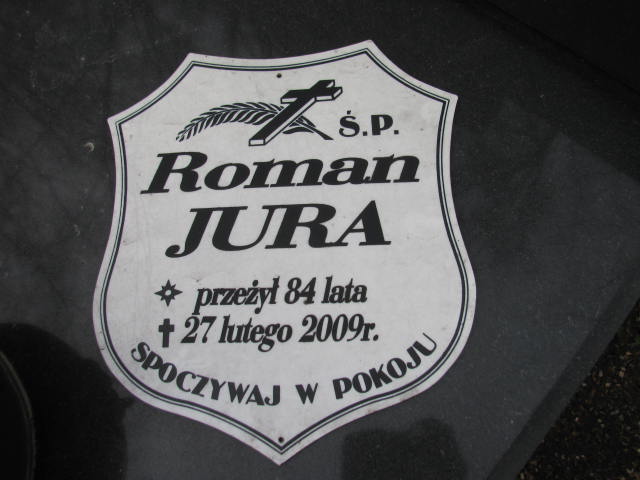 Ś.P.
Roman
JURA
przeżył 84 lata
27 lutego 2009r.
SPOCZYWAJ W POKOJU